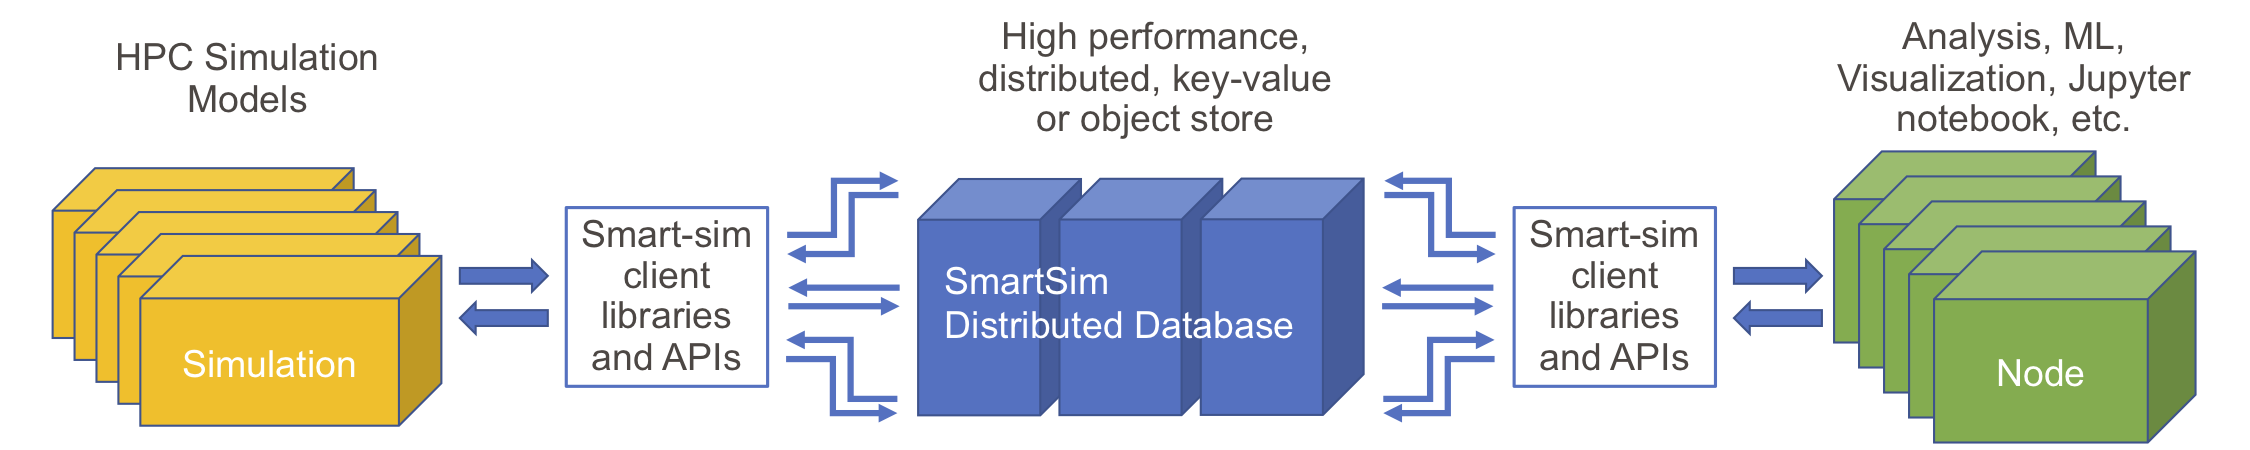 HPC Simulation
Models
High performance,
distributed, key-value
or object store
Analysis, ML,
Visualization, Jupyter
notebook, etc.
Simulation
Smart-sim
client
libraries
and APIs
SmartSim
Distributed Database
Smart-sim
client
libraries
and APIs
Node